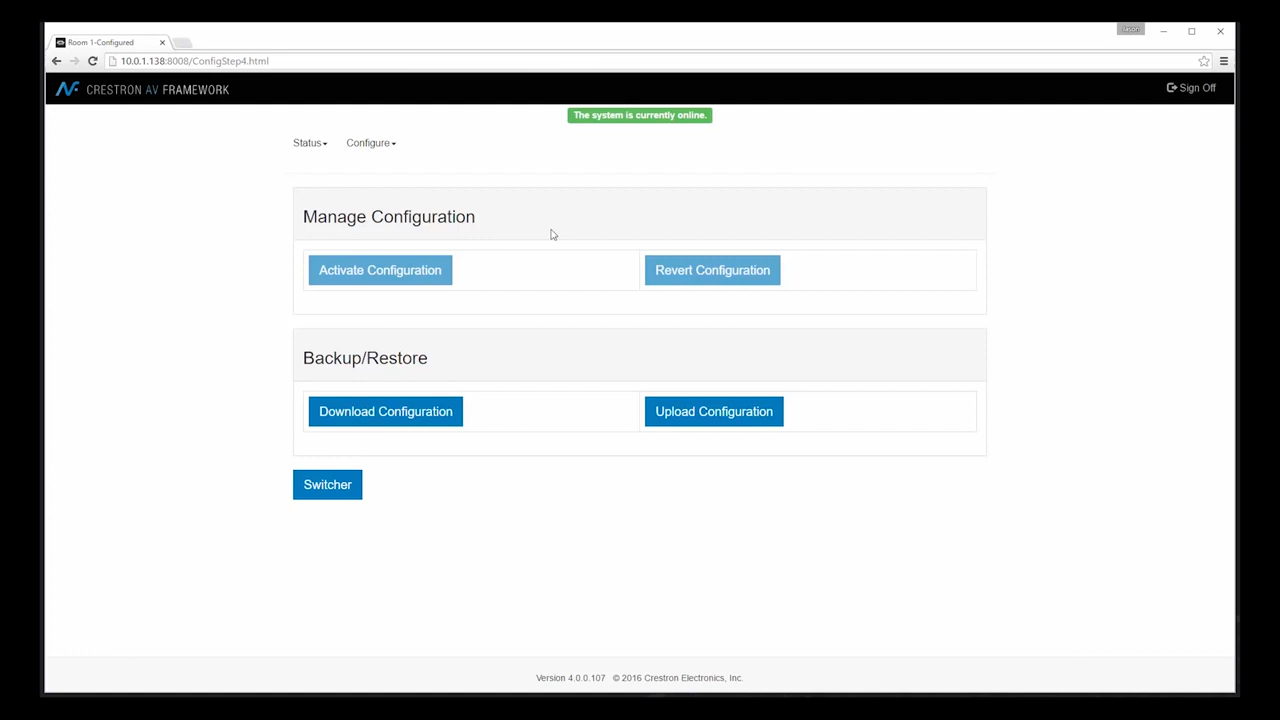 Jason
Room 1-Configured
10.0.1.138:8008/ConfigStep4.html
CRESTRON AV FRAMEWORK
Sign Off
The system is currently online.
Status
Configure
Manage Configuration
Activate Configuration
Revert Configuration
Backup/Restore
Download Configuration
Upload Configuration
Switcher
Version 4.0.0.107 © 2016 Crestron Electronics, Inc.